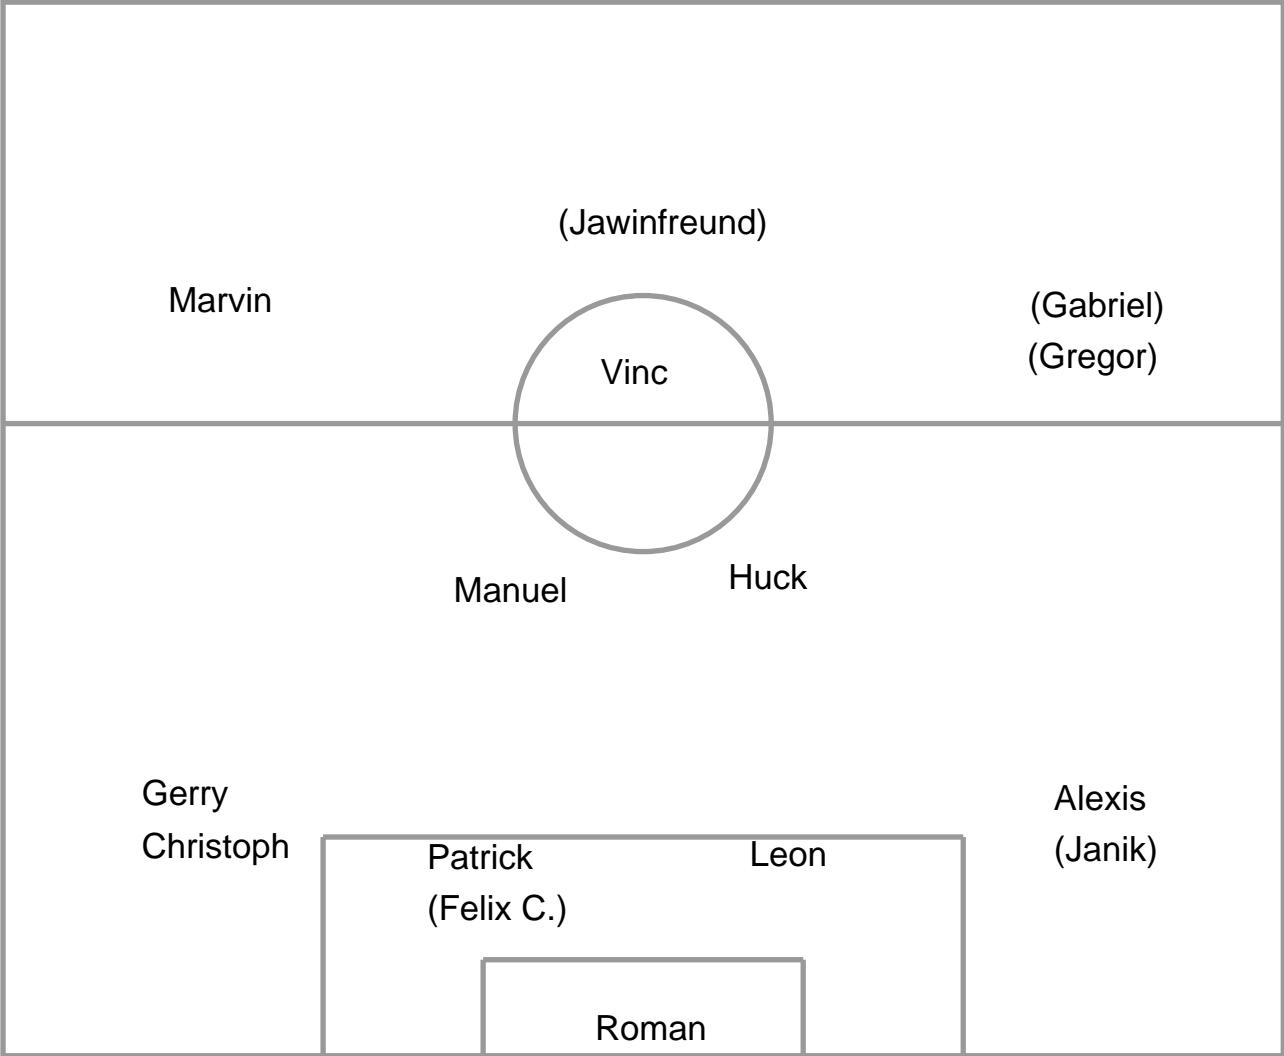 (Jawinfreund)
Marvin
(Gabriel)
(Gregor)
Vinc
Manuel
Huck
Gerry
Christoph
Patrick
(Felix C.)
Leon
Alexis
(Janik)
Roman